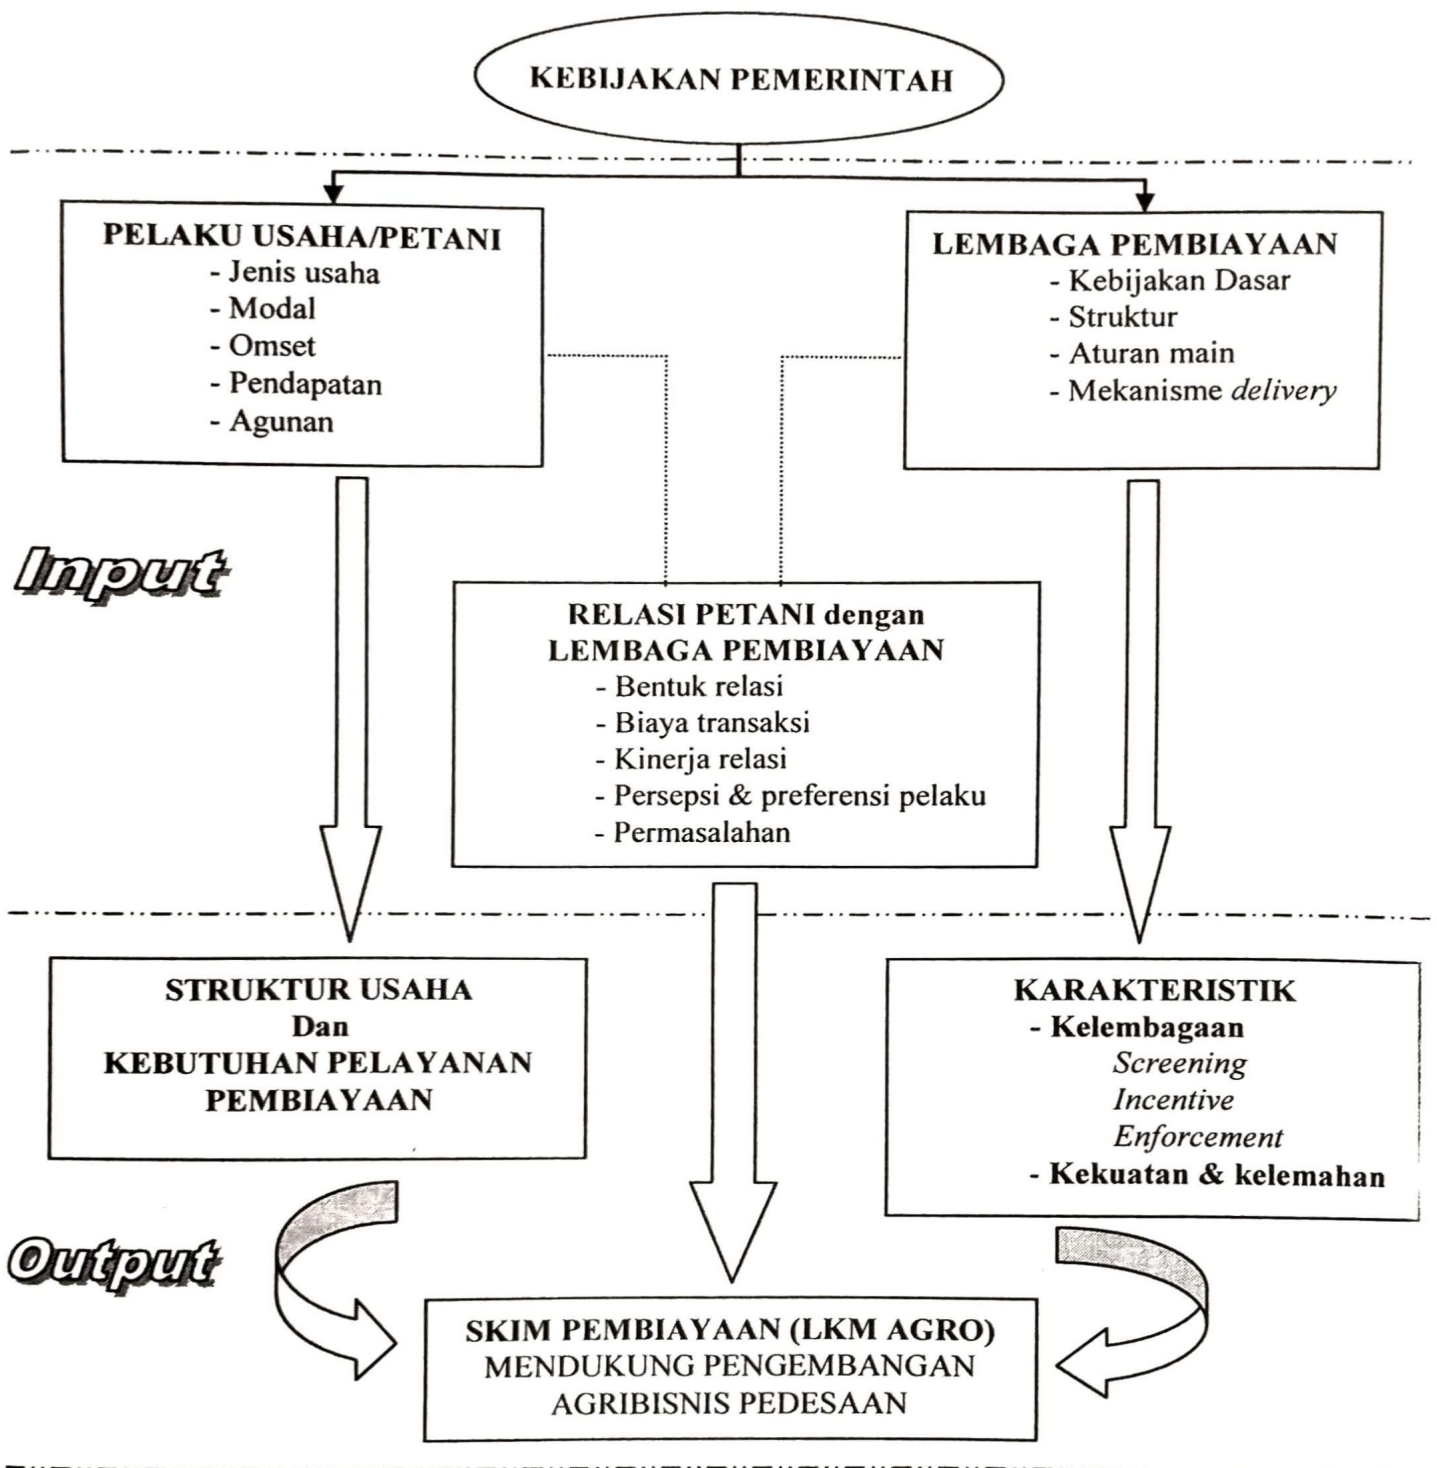 KEBIJAKAN PEMERINTAH
PELAKU USAHA/PETANI
- Jenis usaha
- Modal
- Omset
- Pendapatan
- Agunan
LEMBAGA PEMBIAYAAN
- Kebijakan Dasar
- Struktur
- Aturan main
- Mekanisme delivery
Input
RELASI PETANI dengan
LEMBAGA PEMBIAYAAN
- Bentuk relasi
- Biaya transaksi
- Kinerja relasi
- Persepsi & preferensi pelaku
- Permasalahan
STRUKTUR USAHA
Dan
KEBUTUHAN PELAYANAN
PEMBIAYAAN
KARAKTERISTIK
- Kelembagaan
Screening
Incentive
Enforcement
- Kekuatan & kelemahan
Output
SKIM PEMBIAYAAN (LKM AGRO)
MENDUKUNG PENGEMBANGAN
AGRIBISNIS PEDESAAN